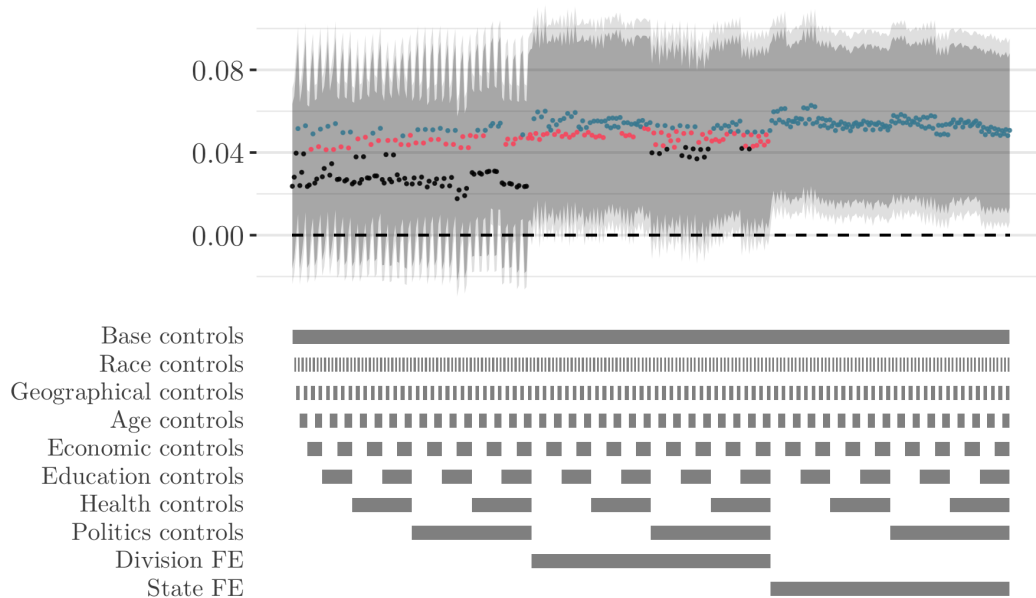 0.08
0.04
0.00
Base controls
Race controls
Geographical controls
Age controls
Economic controls
Education controls
Health controls
Politics controls
Division FE
State FE